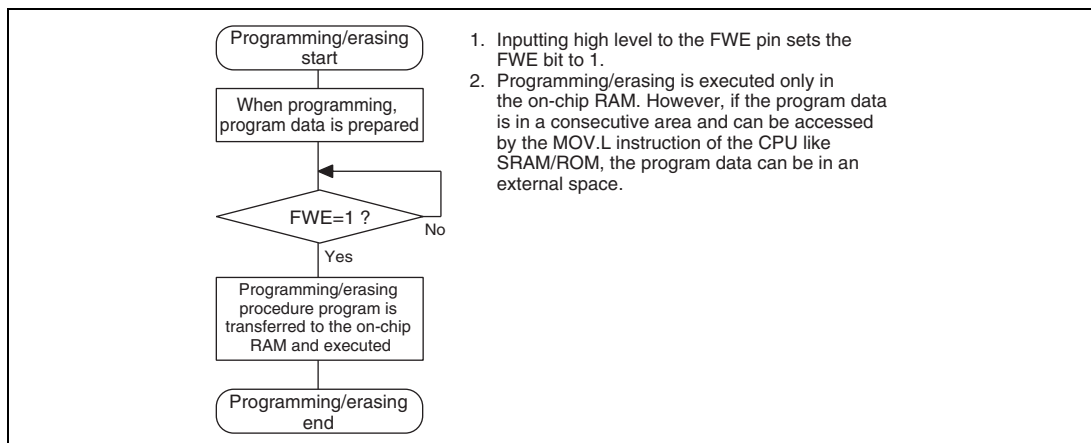 Programming/erasing
start
When programming,
program data is prepared
FWE=1 ?
No
Yes
Programming/erasing
procedure program is
transferred to the on-chip
RAM and executed
Programming/erasing
end
1. Inputting high level to the FWE pin sets the
FWE bit to 1.
2. Programming/erasing is executed only in
the on-chip RAM. However, if the program data
is in a consecutive area and can be accessed
by the MOV.L instruction of the CPU like
SRAM/ROM, the program data can be in an
external space.